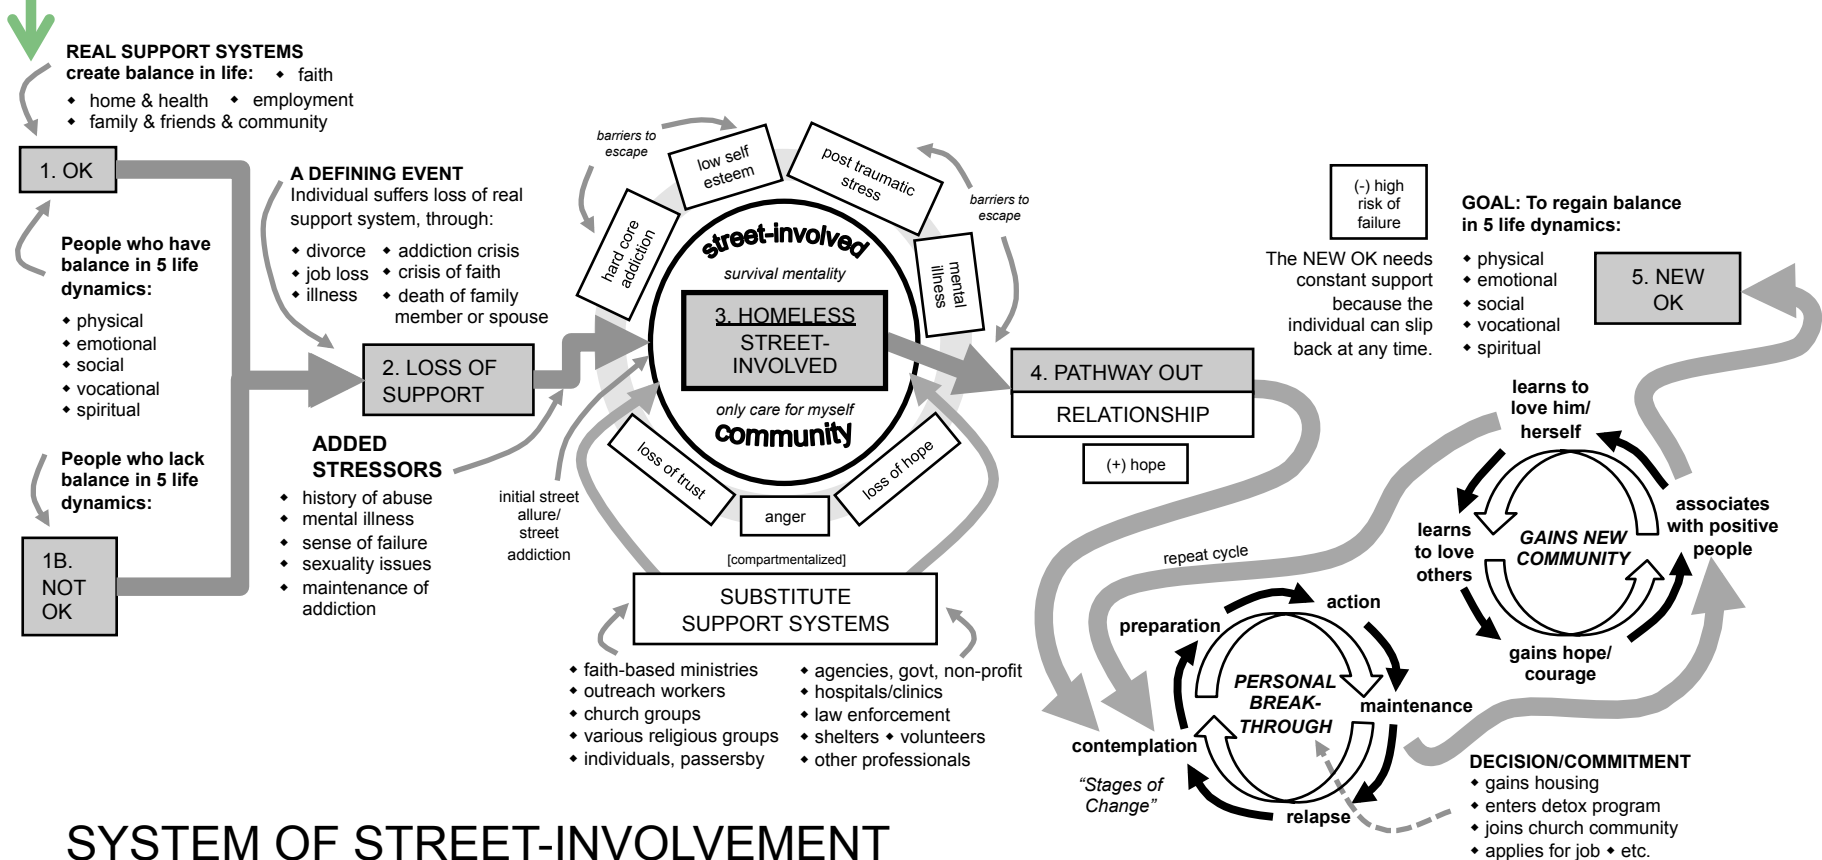 REAL SUPPORT SYSTEMS
create balance in life: ◆ faith
◆ home & health ◆ employment
◆ family & friends & community
1. OK
People who have
balance in 5 life
dynamics:
◆ physical
◆ emotional
◆ social
◆ vocational
◆ spiritual
People who lack
balance in 5 life
dynamics:
1B.
NOT
OK
A DEFINING EVENT
Individual suffers loss of real
support system, through:
◆ divorce ◆ addiction crisis
◆ job loss ◆ crisis of faith
◆ illness ◆ death of family
member or spouse
2. LOSS OF
SUPPORT
ADDED
STRESSORS
◆ history of abuse
◆ mental illness
◆ sense of failure
◆ sexuality issues
◆ maintenance of
addiction
initial street
allure/
street
addiction
barriers to
escape
hard core
addiction
low self
esteem
post traumatic
stress
mental
illness
barriers to
escape
street-involved
survival mentality
3. HOMELESS
STREET-
INVOLVED
only care for myself
community
loss of trust
anger
loss of hope
[compartmentalized]
SUBSTITUTE
SUPPORT SYSTEMS
◆ faith-based ministries
◆ outreach workers
◆ church groups
◆ various religious groups
◆ individuals, passersby
◆ agencies, govt, non-profit
◆ hospitals/clinics
◆ law enforcement
◆ shelters ◆ volunteers
◆ other professionals
4. PATHWAY OUT
RELATIONSHIP
(+) hope
(-) high
risk of
failure
The NEW OK needs
constant support
because the
individual can slip
back at any time.
GOAL: To regain balance
in 5 life dynamics:
◆ physical
◆ emotional
◆ social
◆ vocational
◆ spiritual
5. NEW
OK
learns to
love him/
herself
learns
to love
others
GAINS NEW
COMMUNITY
associates
with positive
people
gains hope/
courage
repeat cycle
preparation
action
PERSONAL
BREAK-
THROUGH
maintenance
contemplation
relapse
“Stages of
Change”
DECISION/COMMITMENT
◆ gains housing
◆ enters detox program
◆ joins church community
◆ applies for job ◆ etc.
SYSTEM OF STREET-INVOLVEMENT